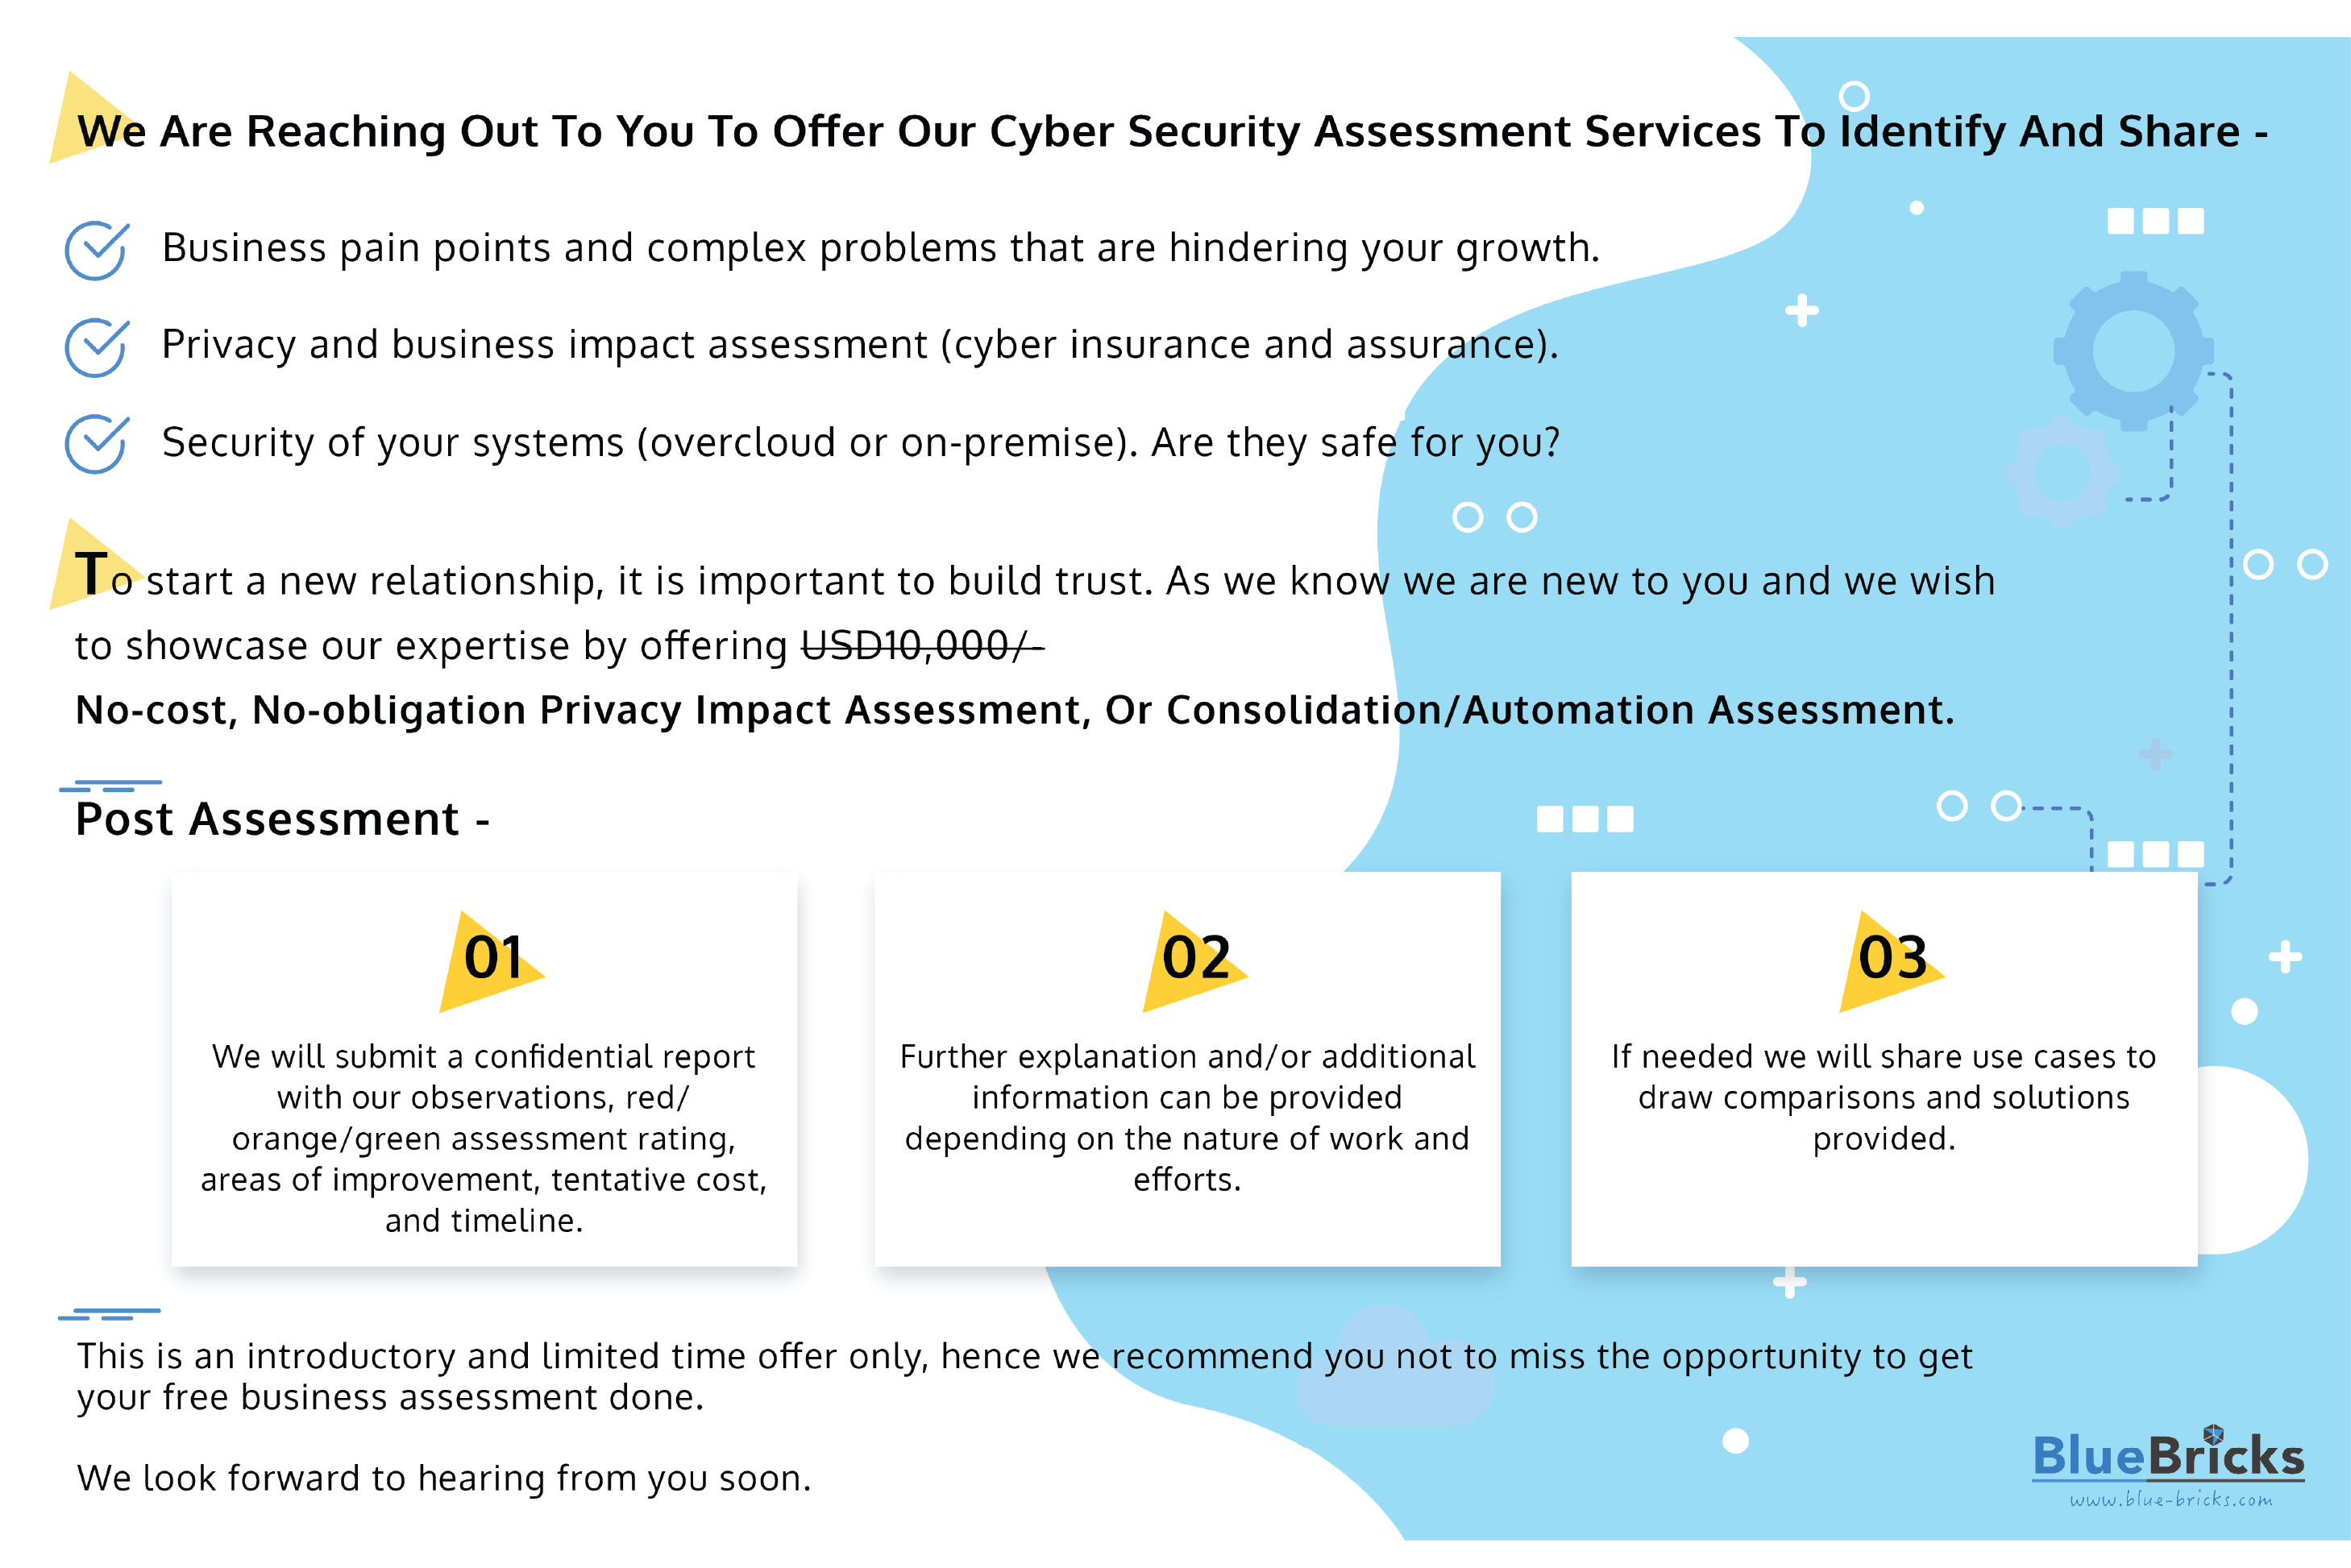 We Are Reaching Out To You To Offer Our Cyber Security Assessment Services To Identify And Share -
Business pain points and complex problems that are hindering your growth.
Privacy and business impact assessment (cyber insurance and assurance).
Security of your systems (overcloud or on-premise). Are they safe for you?
To start a new relationship, it is important to build trust. As we know we are new to you and we wish
to showcase our expertise by offering USD10,000/-
No-cost, No-obligation Privacy Impact Assessment, Or Consolidation/Automation Assessment.
Post Assessment -
01
We will submit a confidential report
with our observations, red/
orange/green assessment rating,
areas of improvement, tentative cost,
and timeline.
02
Further explanation and/or additional
information can be provided
depending on the nature of work and
efforts.
03
If needed we will share use cases to
draw comparisons and solutions
provided.
This is an introductory and limited time offer only, hence we recommend you not to miss the opportunity to get
your free business assessment done.
We look forward to hearing from you soon.
BlueBricks
www.blue-bricks.com